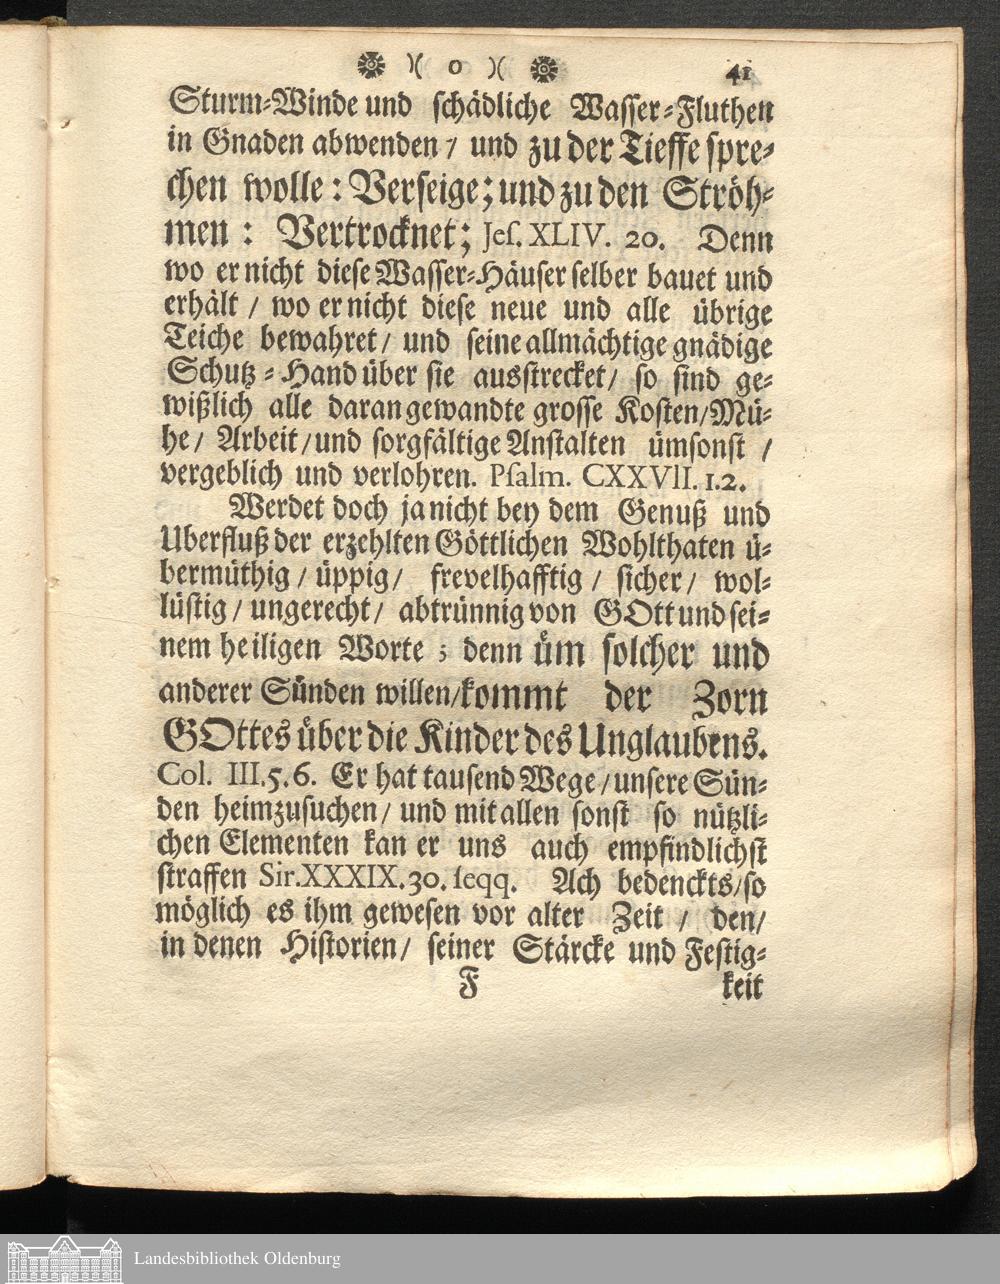 )( 0 )( 41
Sturm-Winde und schädliche Wasser-Fluthen
in Gnaden abwenden / und zu der Tieffe spre-
chen wolle : Verseige; und zu den Ströh-
men : Vertrocknet; Jes. XLIV. 20. Denn
wo er nicht diese Wasser-Häuser selber bauet und
erhält / wo er nicht diese neue und alle übrige
Teiche bewahret / und seine allmächtige gnädige
Schutz-Hand über sie ausstrecket / so sind ge-
wißlich alle daran gewandte grosse Kosten / Mü-
he / Arbeit / und sorgfältige Anstalten ümsonst /
vergeblich und verlohren. Psalm. CXXVII. 1.2.
Werdet doch ja nicht bey dem Genuß und
Uberfluß der erzehlten Göttlichen Wohlthaten ü-
bermüthig / üppig / frevelhafftig / sicher / wol-
lüstig / ungerecht / abtrünnig von GOtt und sei-
nem heiligen Worte ; denn üm solcher und
anderer Sünden willen / kommt der Zorn
GOttes über die Kinder des Unglaubens.
Col. III.5.6. Er hat tausend Wege / unsere Sün-
den heimzusuchen / und mit allen sonst so nützli-
chen Elementen kan er uns auch empfindlichst
straffen Sir. XXXIX.30. seqq. Ach bedenckts / so
möglich es ihm gewesen vor alter Zeit / den /
in denen Historien / seiner Stärcke und Festig-
F keit
Landesbibliothek Oldenburg